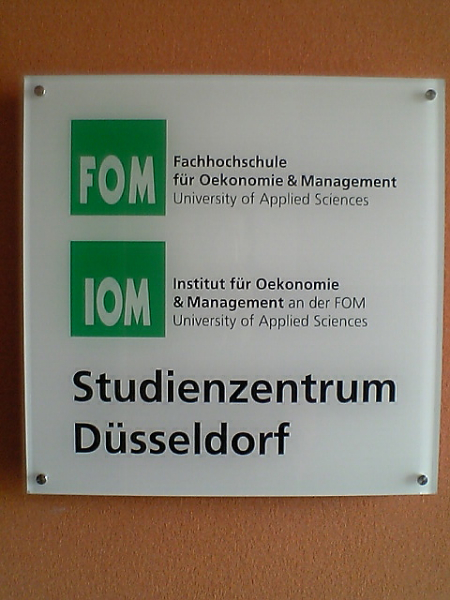 FOM
Fachhochschule
für Oekonomie & Management
University of Applied Sciences
IOM
Institut für Oekonomie
& Management an der FOM
University of Applied Sciences
Studienzentrum
Düsseldorf